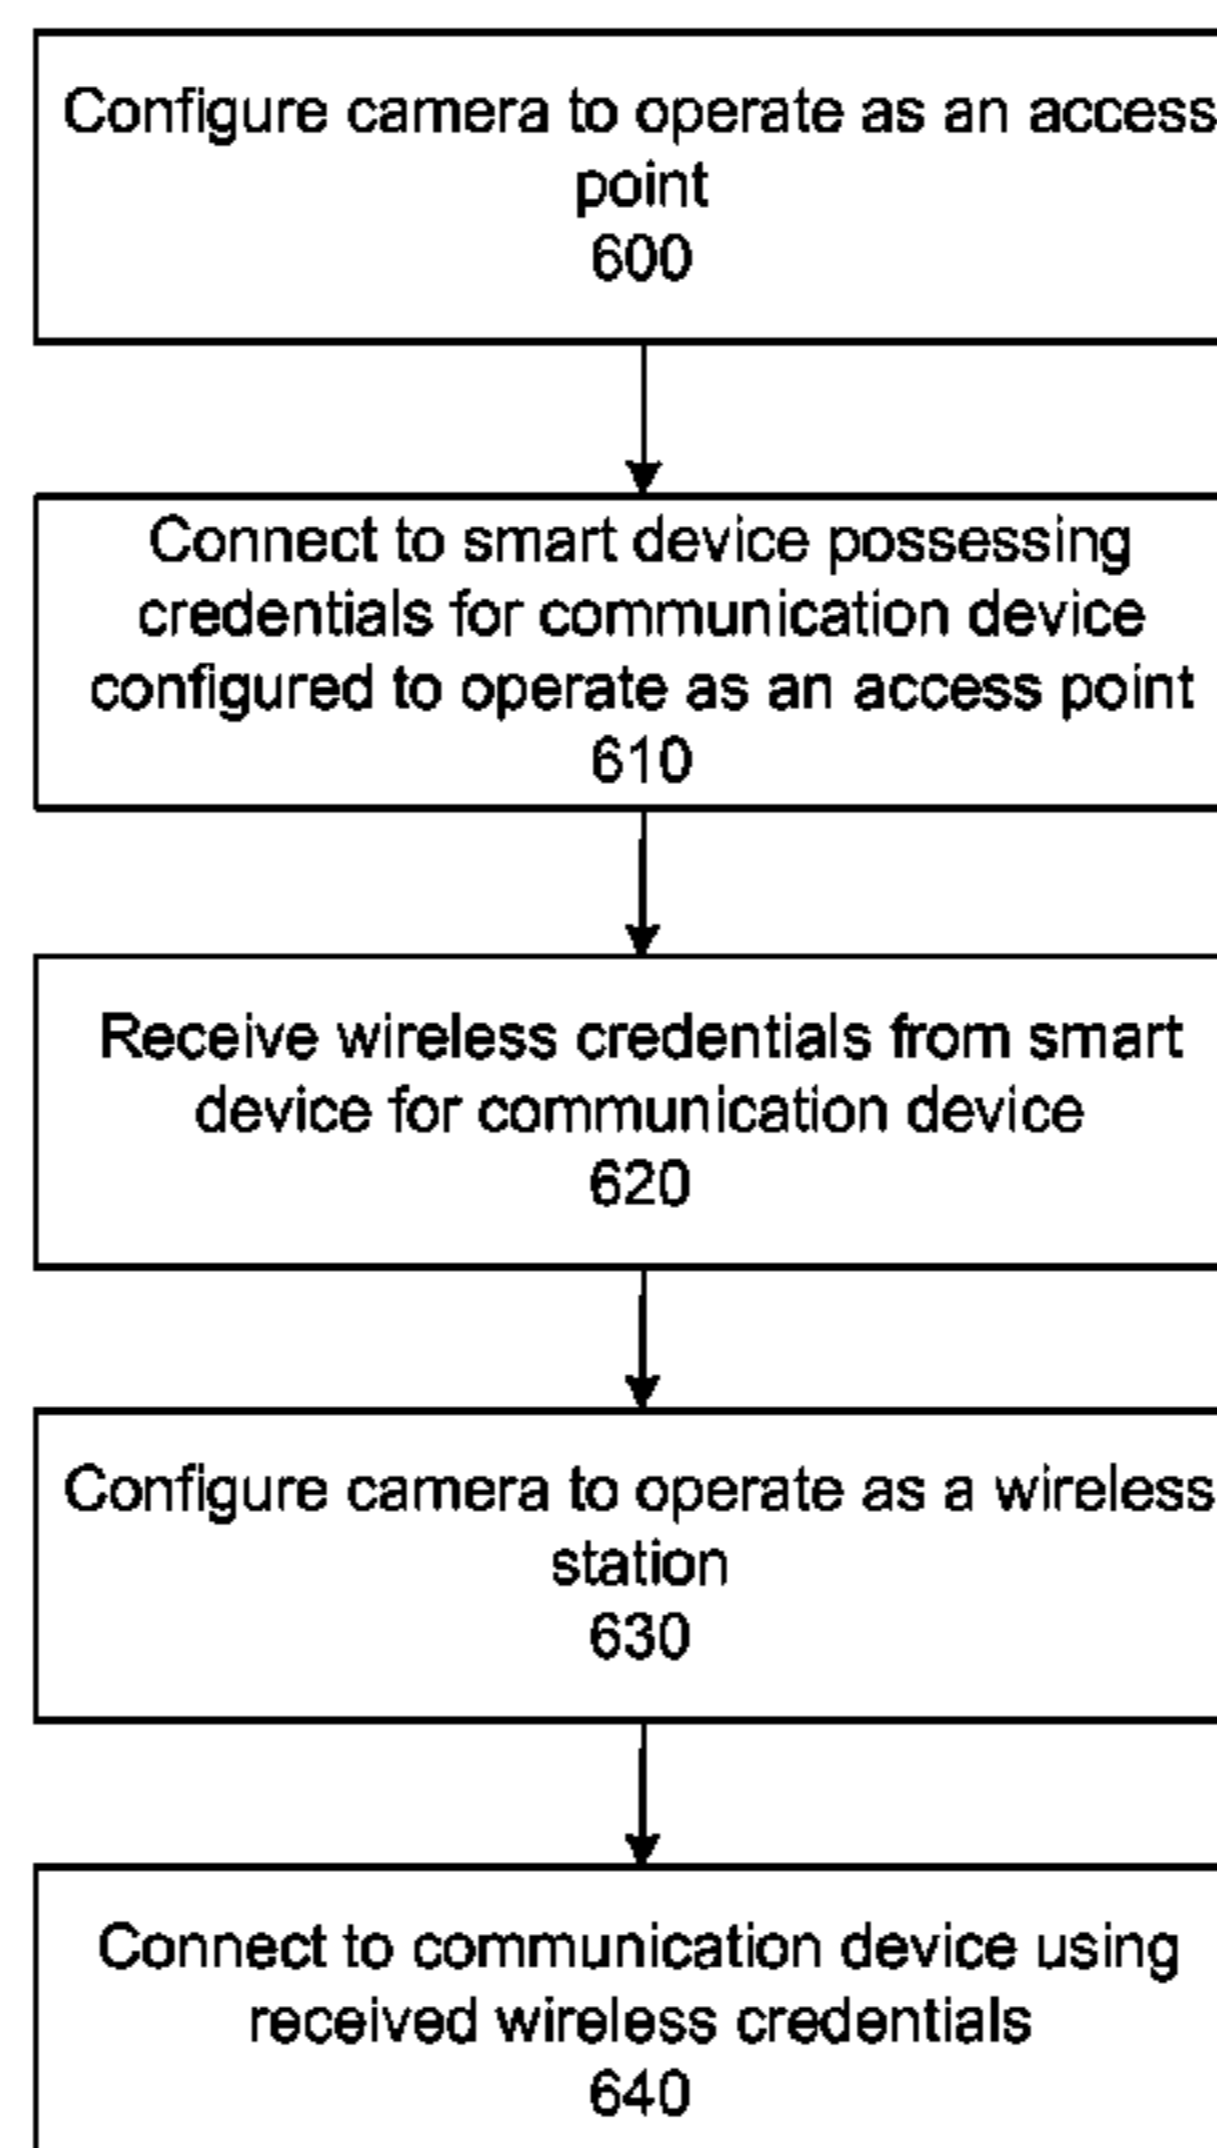 Configure camera to operate as an access
point
600
Connect to smart device possessing
credentials for communication device
configured to operate as an access point
610
Receive wireless credentials from smart
device for communication device
620
Configure camera to operate as a wireless
station
630
Connect to communication device using
received wireless credentials
640